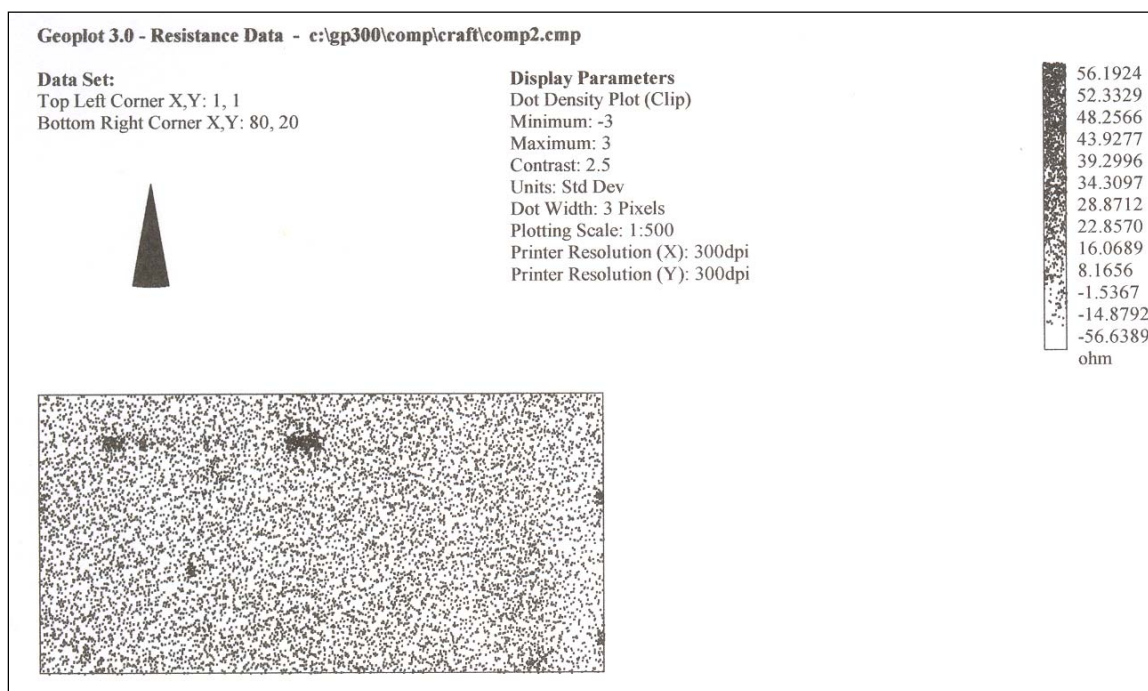 Geoplot 3.0 - Resistance Data - c:\gp300\comp\craft\comp2.cmp
Data Set:
Top Left Corner X,Y: 1, 1
Bottom Right Corner X,Y: 80, 20
Display Parameters
Dot Density Plot (Clip)
Minimum: -3
Maximum: 3
Contrast: 2.5
Units: Std Dev
Dot Width: 3 Pixels
Plotting Scale: 1:500
Printer Resolution (X): 300dpi
Printer Resolution (Y): 300dpi
56.1924
52.3329
48.2566
43.9277
39.2996
34.3097
28.8712
22.8570
16.0689
8.1656
-1.5367
-14.8792
-56.6389
ohm